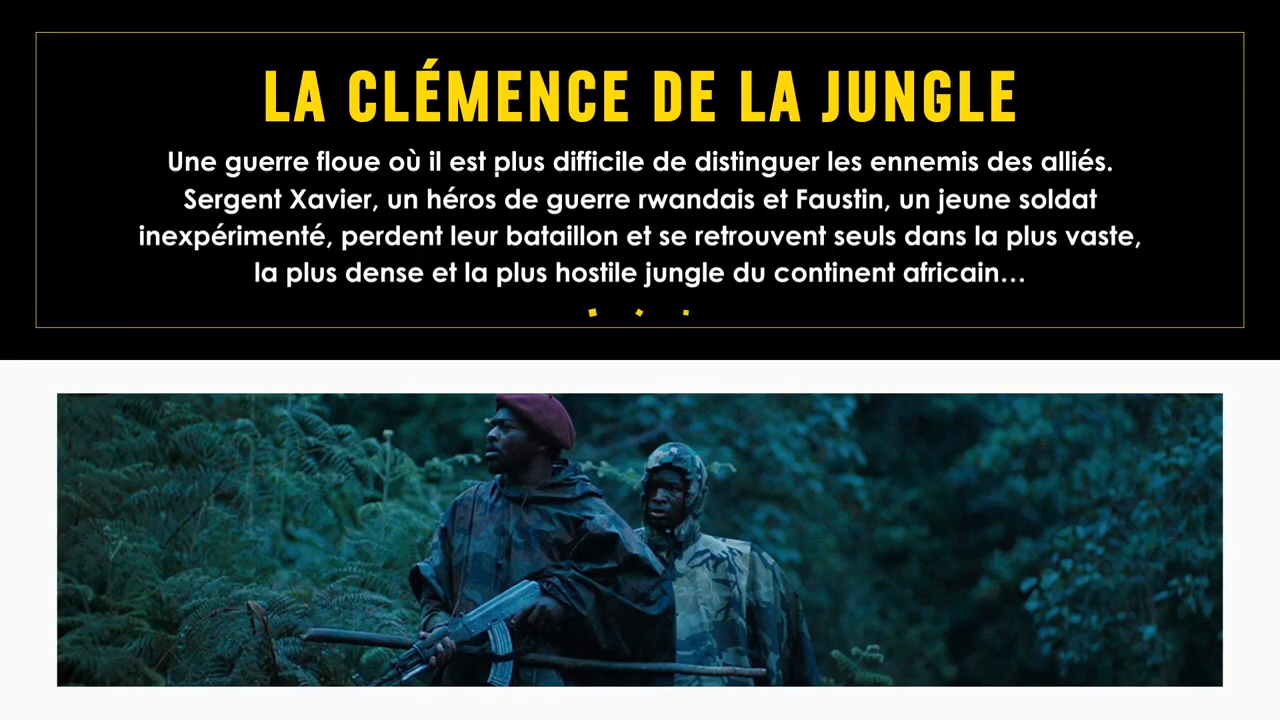 LA CLÉMENCE DE LA JUNGLE
Une guerre floue où il est plus difficile de distinguer les ennemis des alliés.
Sergent Xavier, un héros de guerre rwandais et Faustin, un jeune soldat
inexpérimenté, perdent leur bataillon et se retrouvent seuls dans la plus vaste,
la plus dense et la plus hostile jungle du continent africain…